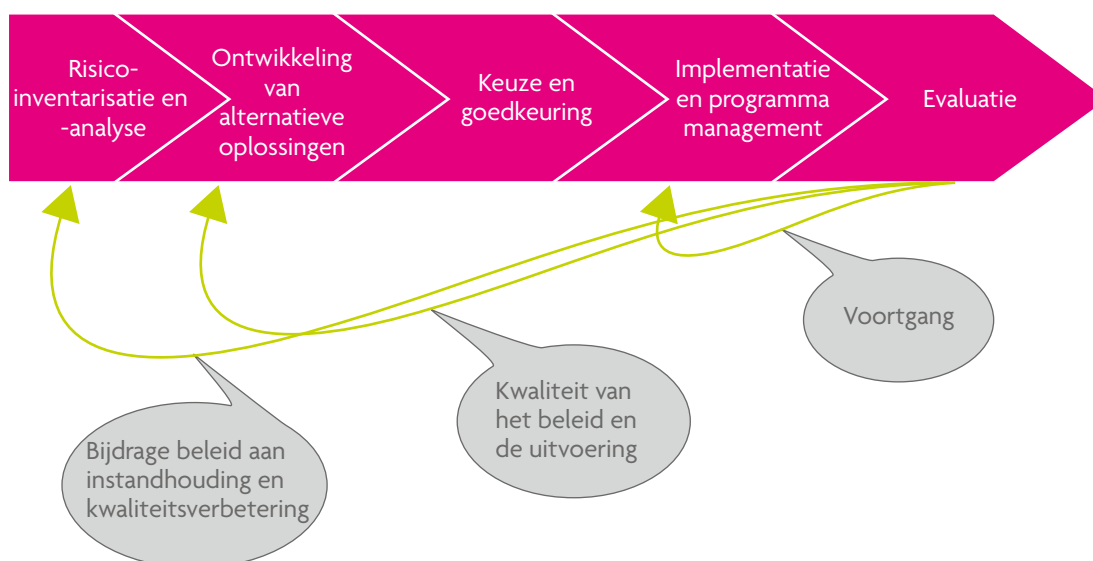 Risico-
inventarisatie en
-analyse
Ontwikkeling
van
alternatieve
oplossingen
Keuze en
goedkeuring
Implementatie
en programma
management
Evaluatie
Voortgang
Kwaliteit van
het beleid en
de uitvoering
Bijdrage beleid aan
instandhouding en
kwaliteitsverbetering